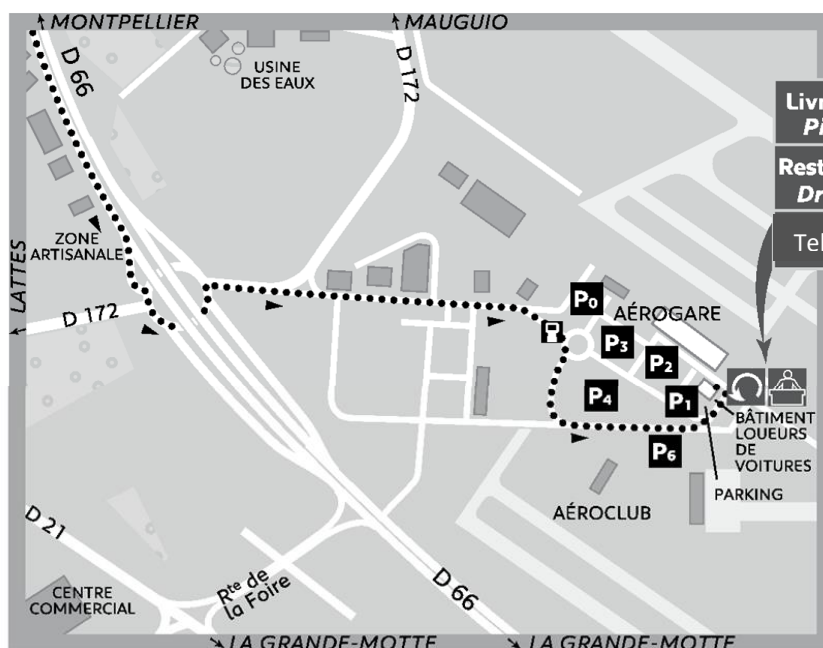 MONTPELLIER
MAUGUIO
D 66
USINE
DES EAUX
D 172
ZONE
ARTISANALE
LATTES
D 172
P0
AÉROGARE
P3
P2
P4
P1
BÂTIMENT
LOUEURS
DE
VOITURES
P6
PARKING
AÉROCLUB
D 21
CENTRE
COMMERCIAL
Rte de
la Foire
D 66
LA GRANDE-MOTTE
LA GRANDE-MOTTE